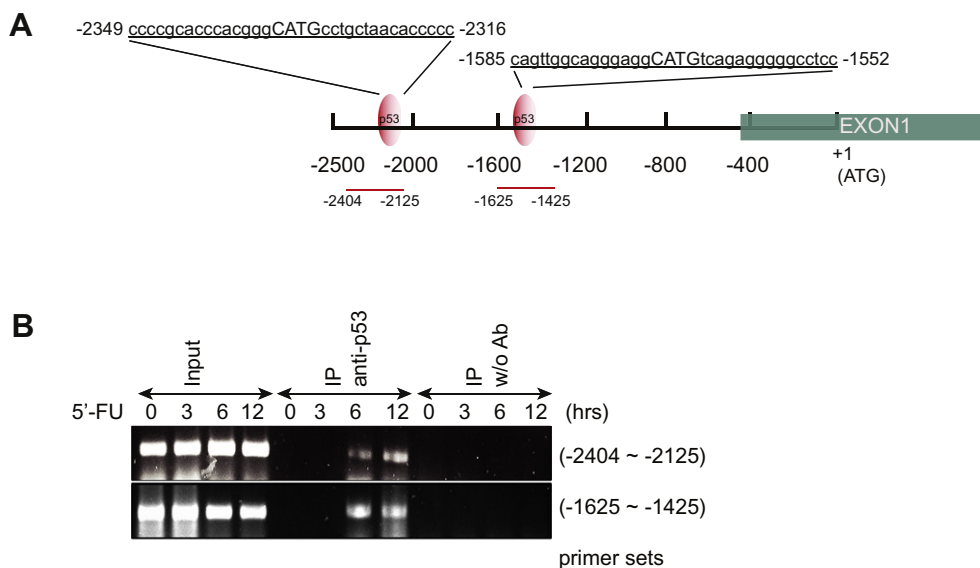 A
-2349 ccccgcacccacgggCATGcctgctaacaccccc -2316
-1585 cagttggcagggaggCATGtcagagggggcctcc -1552
p53 p53 EXON1
-2500 -2000 -1600 -1200 -800 -400 +1
(ATG)
-2404 -2125 -1625 -1425
B
Input IP anti-p53 IP w/o Ab
5'-FU 0 3 6 12 0 3 6 12 0 3 6 12 (hrs)
(-2404 ~ -2125)
(-1625 ~ -1425)
primer sets